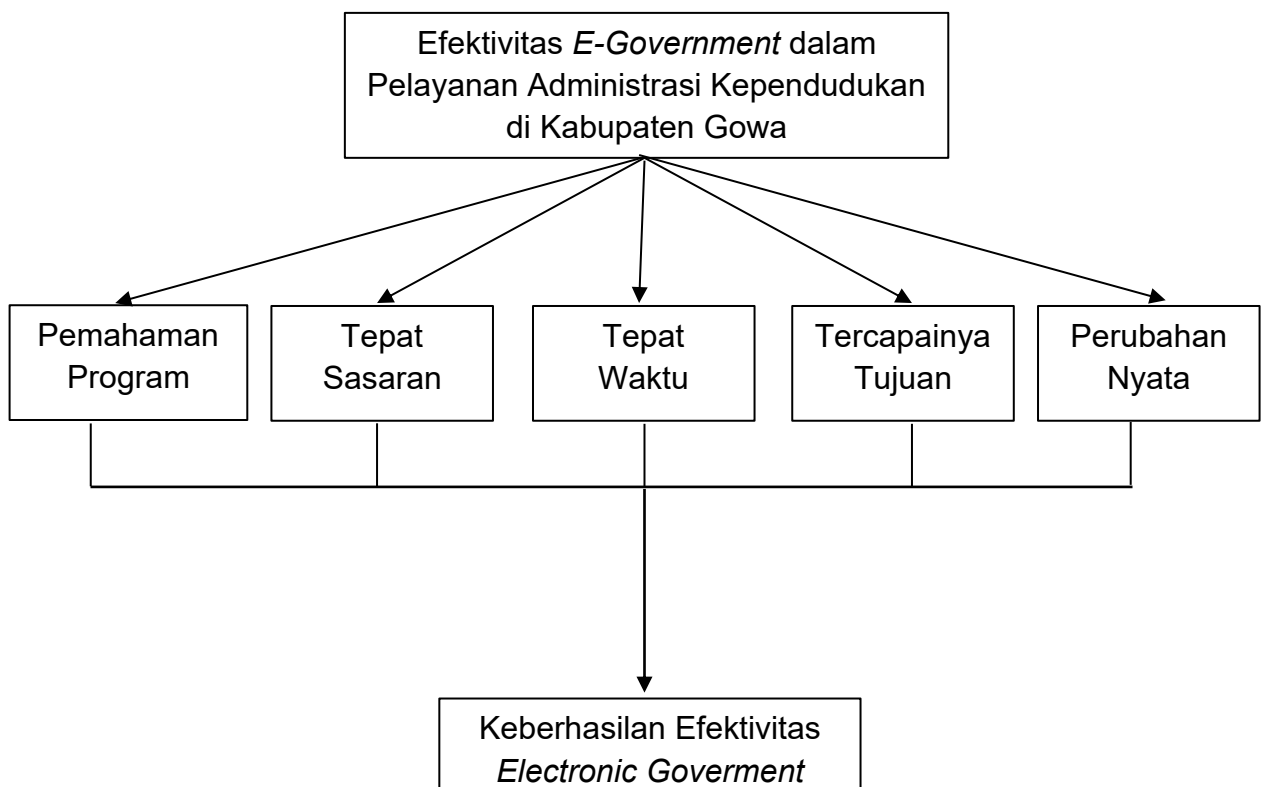 Efektivitas E-Government dalam
Pelayanan Administrasi Kependudukan
di Kabupaten Gowa
Pemahaman
Program
Tepat
Sasaran
Tepat
Waktu
Tercapainya
Tujuan
Perubahan
Nyata
Keberhasilan Efektivitas
Electronic Goverment